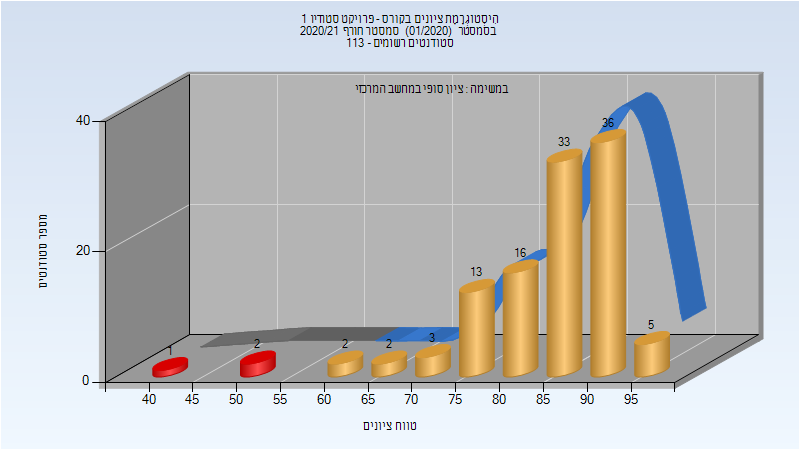 היסטוגרמת ציונים בקורס - פרויקט סטודיו 1
בסמסטר (01/2020) סמסטר חורף 2020/21
סטודנטים רשומים - 113
במשימה : ציון סופי במחשב המרכזי
מספר סטודנטים
40
20
0
1
2
2
2
3
13
16
33
36
5
40 45 50 55 60 65 70 75 80 85 90 95
טווח ציונים